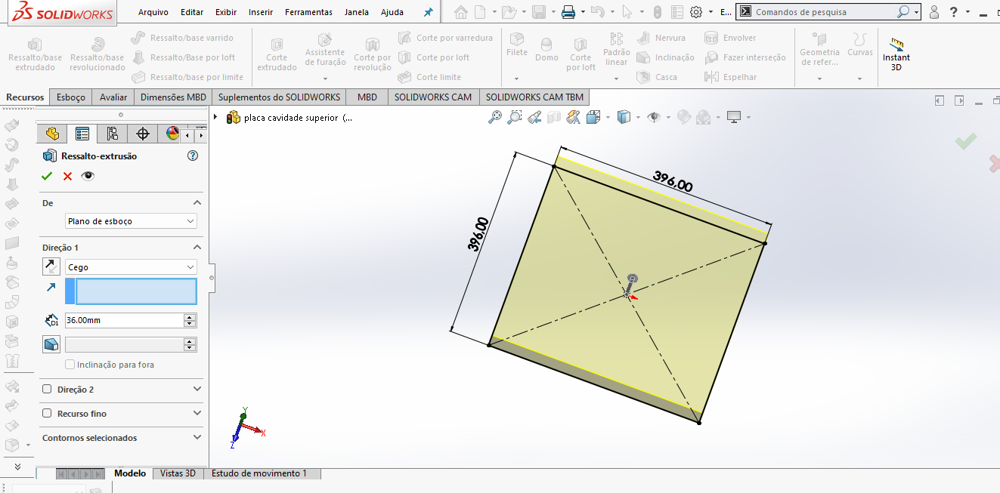 SOLIDWORKS
Arquivo Editar Exibir Inserir Ferramentas Janela Ajuda
E... Comandos de pesquisa ?
Ressalto/base extrudado
Ressalto/base revolucionado
Ressalto/base varrido
Ressalto/Base por loft
Ressalto/base por limite
Corte extrudado
Assistente de furação
Corte por revolução
Corte por varredura
Corte por loft
Corte limite
Filete
Domo
Corte por loft
Padrão linear
Nervura
Inclinação
Casca
Envolver
Fazer interseção
Espelhar
Geometria de refer...
Curvas
Instant 3D
Recursos Esboço Avaliar Dimensões MBD Suplementos do SOLIDWORKS MBD SOLIDWORKS CAM SOLIDWORKS CAM TBM
placa cavidade superior (...
Ressalto-extrusão ?
De
Plano de esboço
Direção 1
Cego
D1 36.00mm
Inclinação para fora
Direção 2
Recurso fino
Contornos selecionados
396,00
396,00
Y
X
Z
Modelo Vistas 3D Estudo de movimento 1